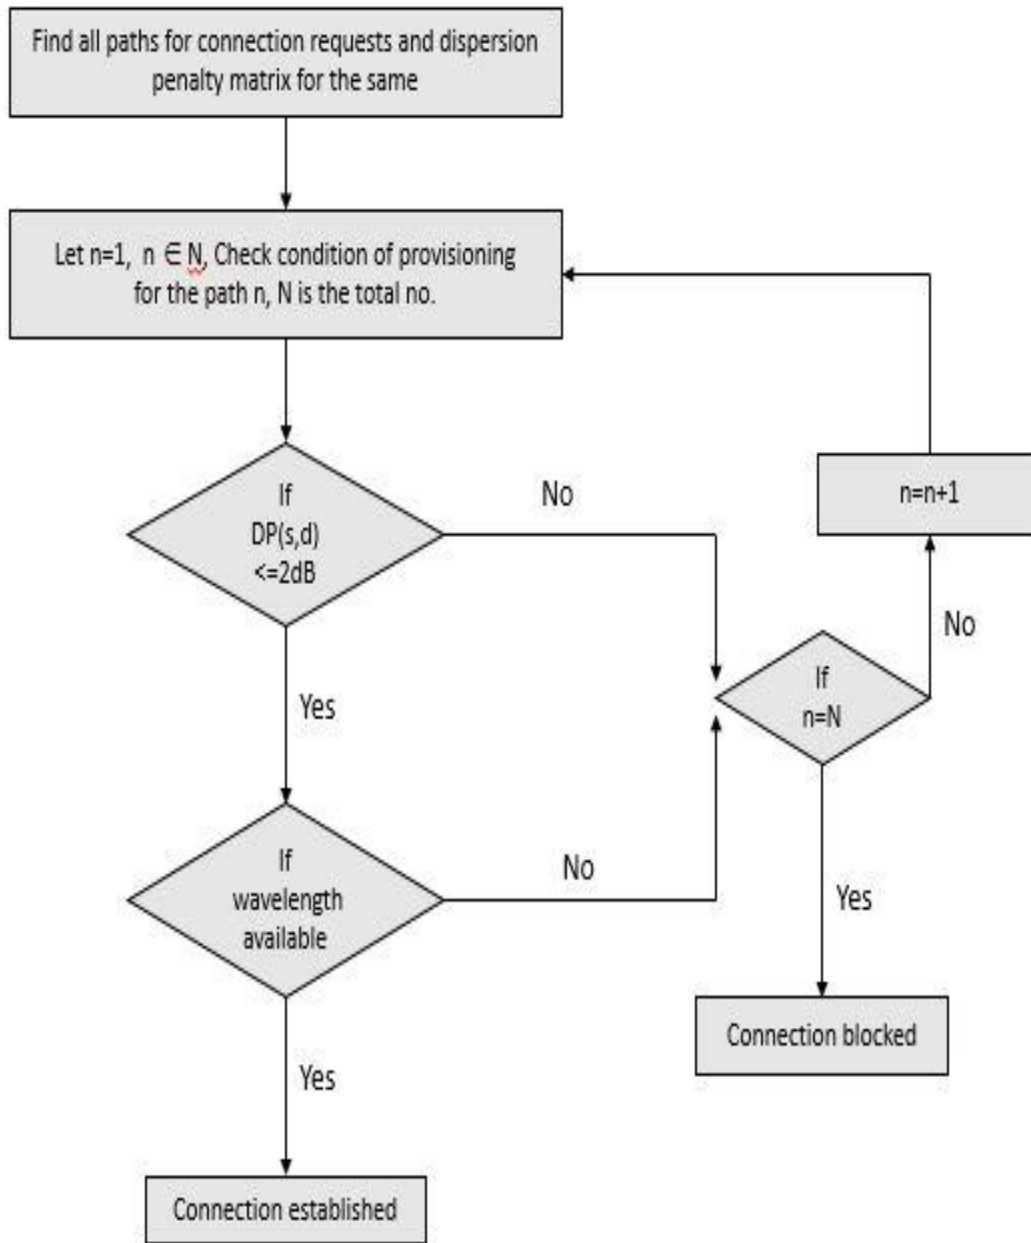 Find all paths for connection requests and dispersion
penalty matrix for the same
Let n=1, n ∈ N, Check condition of provisioning
for the path n, N is the total no.
If
DP(s,d)
<=2dB
No
n=n+1
If
n=N
No
Yes
Yes
If
wavelength
available
No
Connection blocked
Yes
Connection established